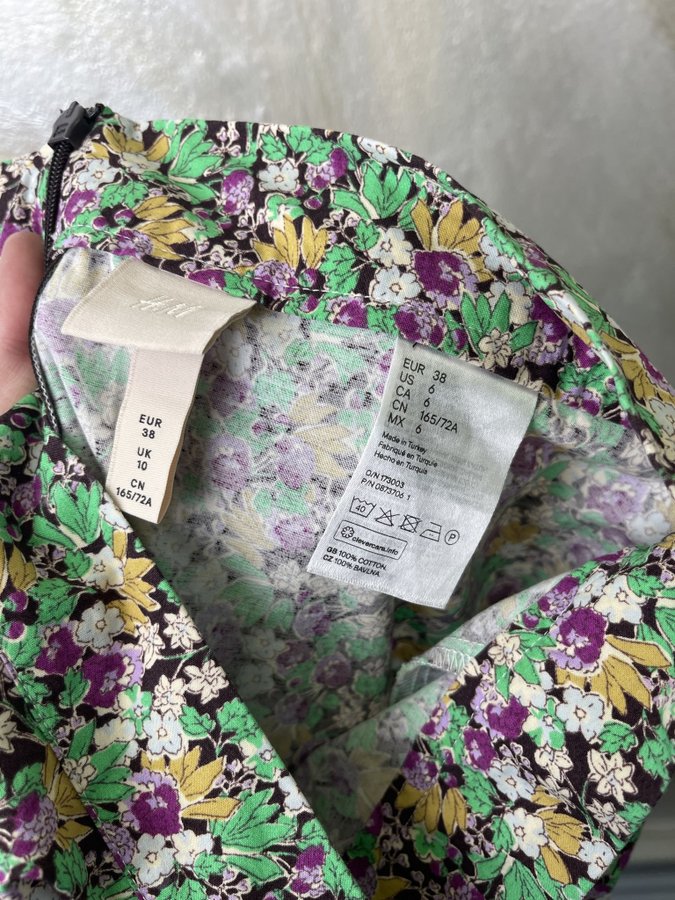 H&M
EUR
38
UK
10
CN
165/72A
EUR 38
US 6
CA 6
CN 165/72A
MX 6
Made in Turkey
Fabriqué en Turquie
Hecho en Turquía
O/N 173003
P/N 0873706 1
40
P
clevercare.info
GB 100% COTTON.
CZ 100% BAVLNA.